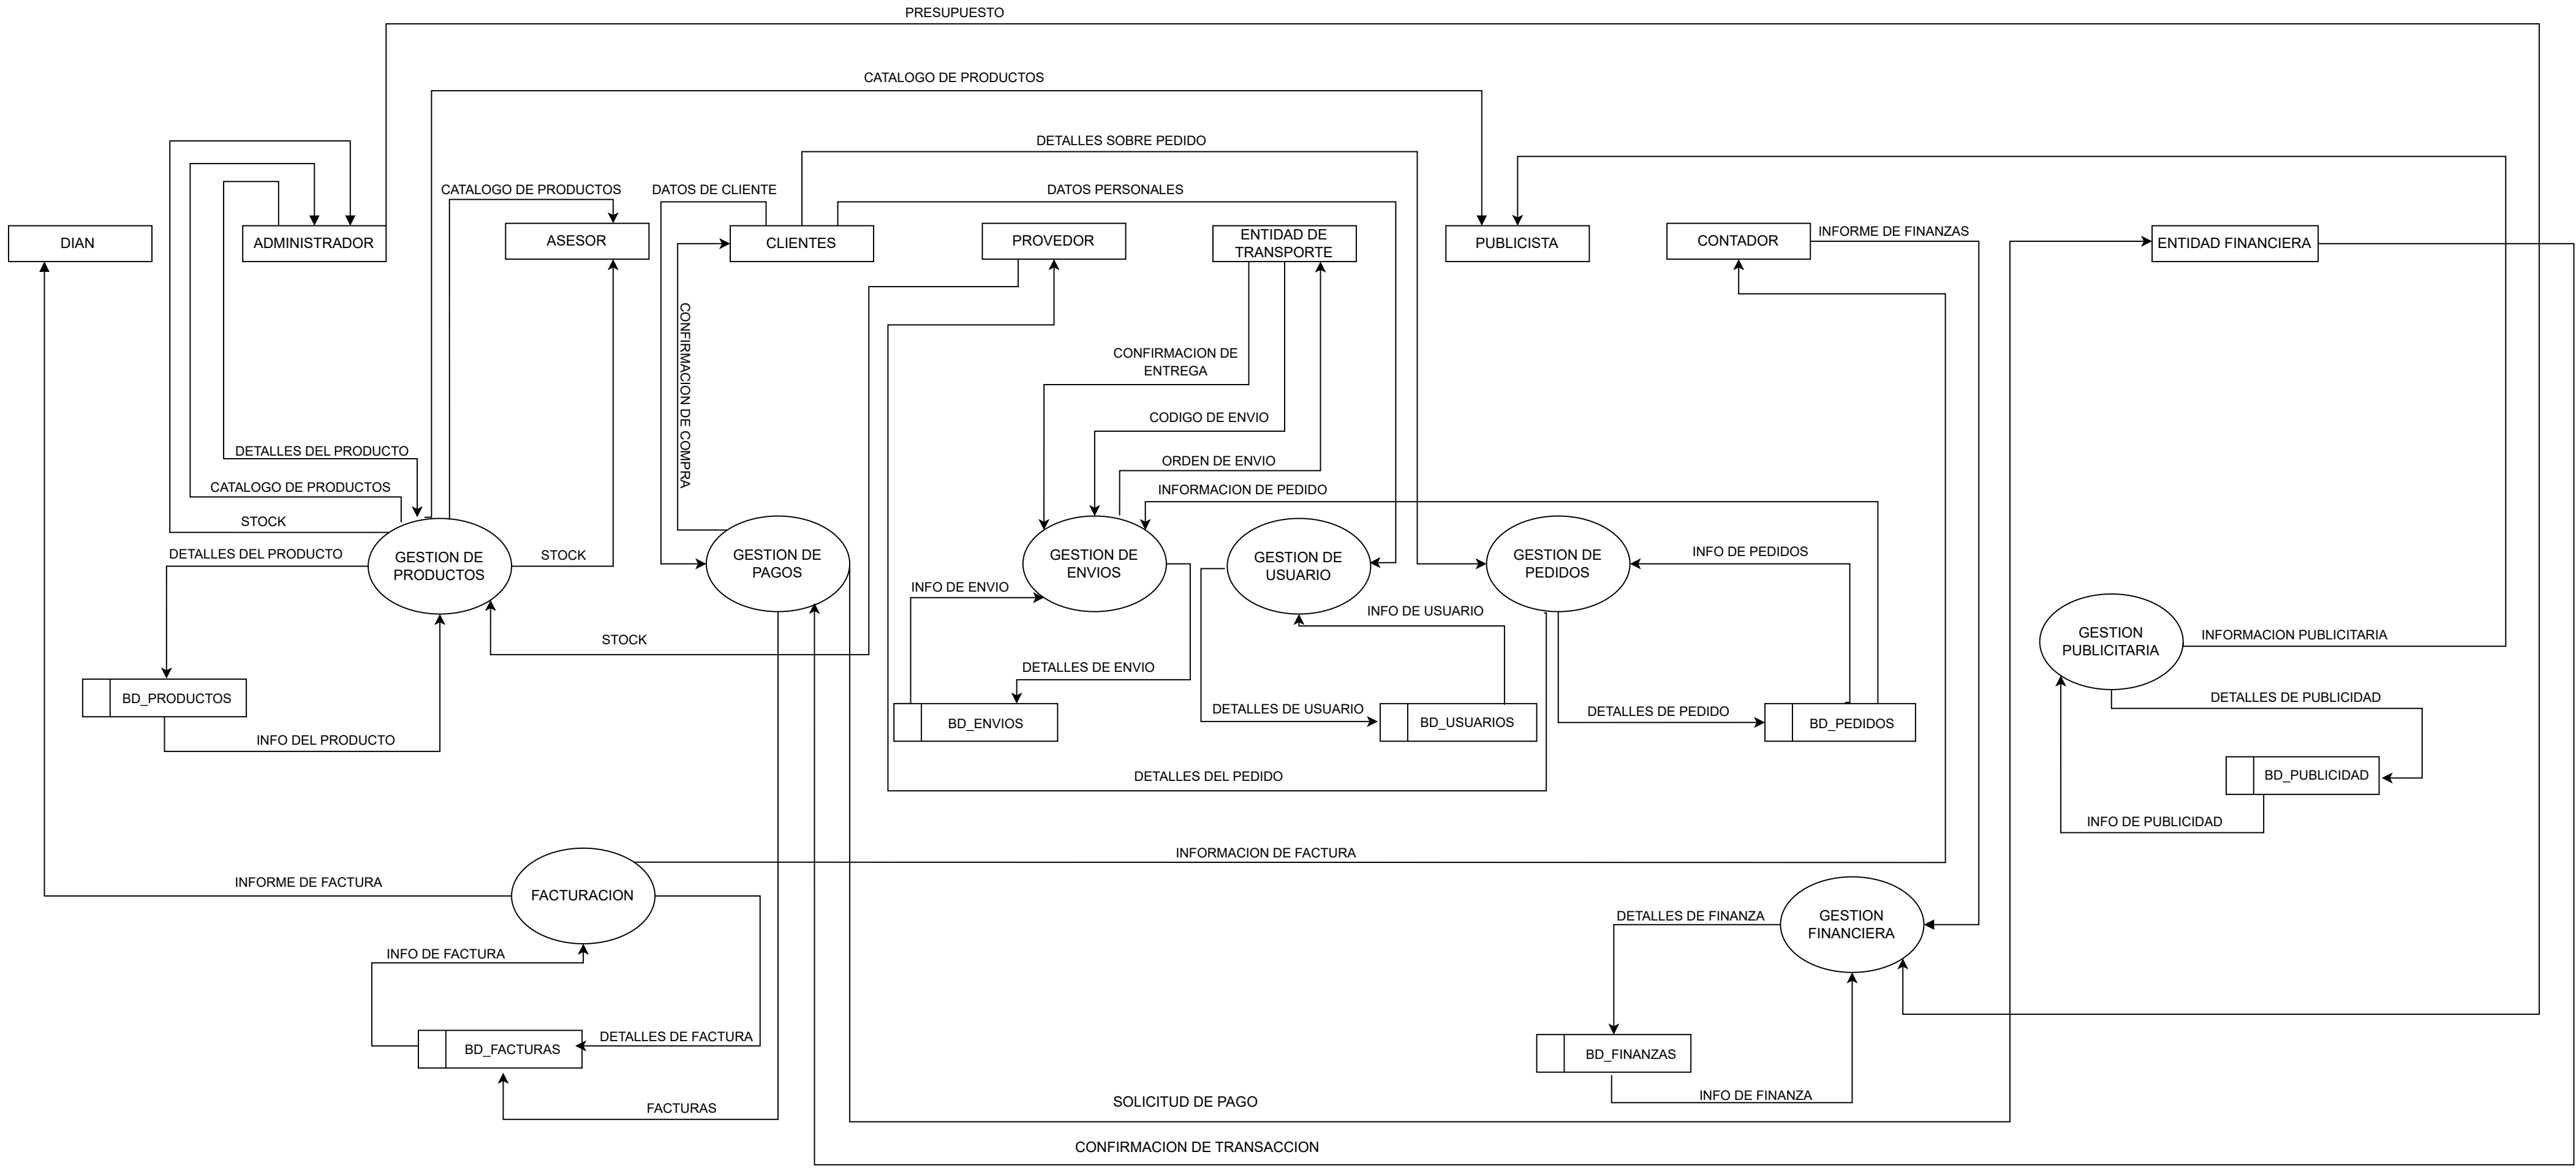 PRESUPUESTO
CATALOGO DE PRODUCTOS
DETALLES SOBRE PEDIDO
CATALOGO DE PRODUCTOS
DATOS DE CLIENTE
DATOS PERSONALES
DIAN
ADMINISTRADOR
ASESOR
CLIENTES
PROVEDOR
ENTIDAD DE
TRANSPORTE
PUBLICISTA
CONTADOR
INFORME DE FINANZAS
ENTIDAD FINANCIERA
CONFIRMACION DE COMPRA
CONFIRMACION DE
ENTREGA
CODIGO DE ENVIO
DETALLES DEL PRODUCTO
ORDEN DE ENVIO
CATALOGO DE PRODUCTOS
INFORMACION DE PEDIDO
STOCK
DETALLES DEL PRODUCTO
GESTION DE
PRODUCTOS
STOCK
GESTION DE
PAGOS
GESTION DE
ENVIOS
GESTION DE
USUARIO
GESTION DE
PEDIDOS
INFO DE PEDIDOS
INFO DE ENVIO
INFO DE USUARIO
STOCK
GESTION
PUBLICITARIA
INFORMACION PUBLICITARIA
DETALLES DE ENVIO
BD_PRODUCTOS
DETALLES DE PUBLICIDAD
DETALLES DE USUARIO
DETALLES DE PEDIDO
BD_ENVIOS
BD_USUARIOS
BD_PEDIDOS
INFO DEL PRODUCTO
DETALLES DEL PEDIDO
BD_PUBLICIDAD
INFO DE PUBLICIDAD
INFORMACION DE FACTURA
INFORME DE FACTURA
FACTURACION
DETALLES DE FINANZA
GESTION
FINANCIERA
INFO DE FACTURA
DETALLES DE FACTURA
BD_FACTURAS
BD_FINANZAS
INFO DE FINANZA
FACTURAS
SOLICITUD DE PAGO
CONFIRMACION DE TRANSACCION